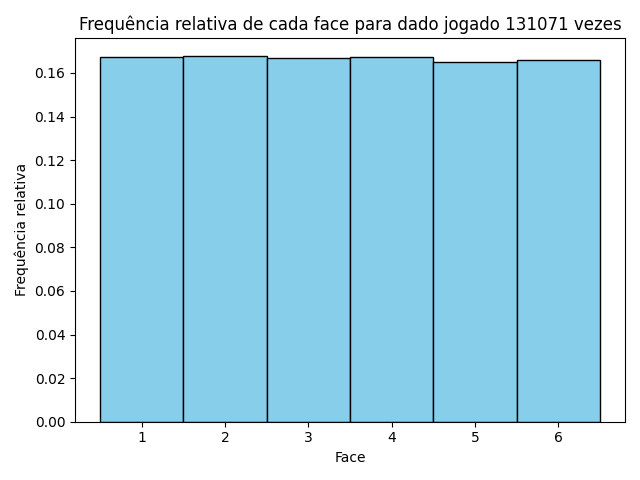 Frequência relativa de cada face para dado jogado 131071 vezes
Frequência relativa
0.16
0.14
0.12
0.10
0.08
0.06
0.04
0.02
0.00
1 2 3 4 5 6
Face